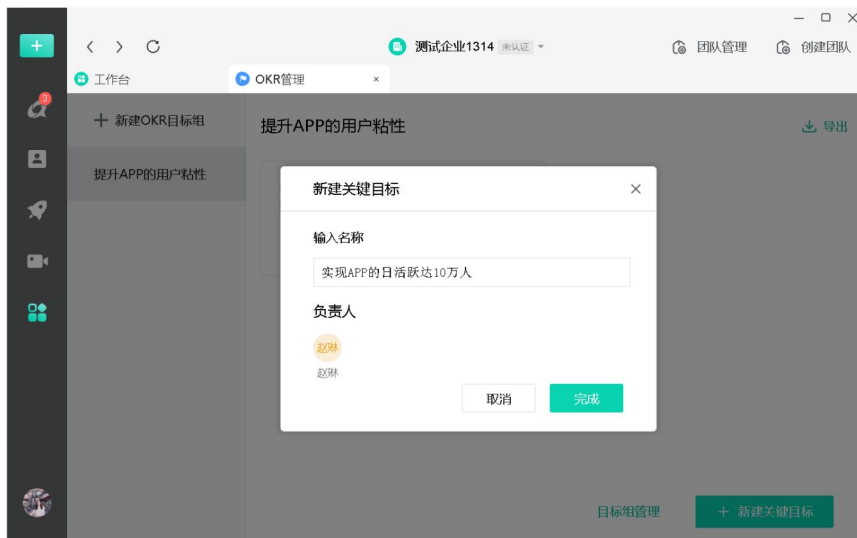 测试企业1314 未认证
团队管理
创建团队
工作台
OKR管理
3
新建OKR目标组
提升APP的用户粘性
提升APP的用户粘性
导出
新建关键目标
输入名称
实现APP的日活跃达10万人
负责人
赵琳
赵琳
取消
完成
目标组管理
新建关键目标